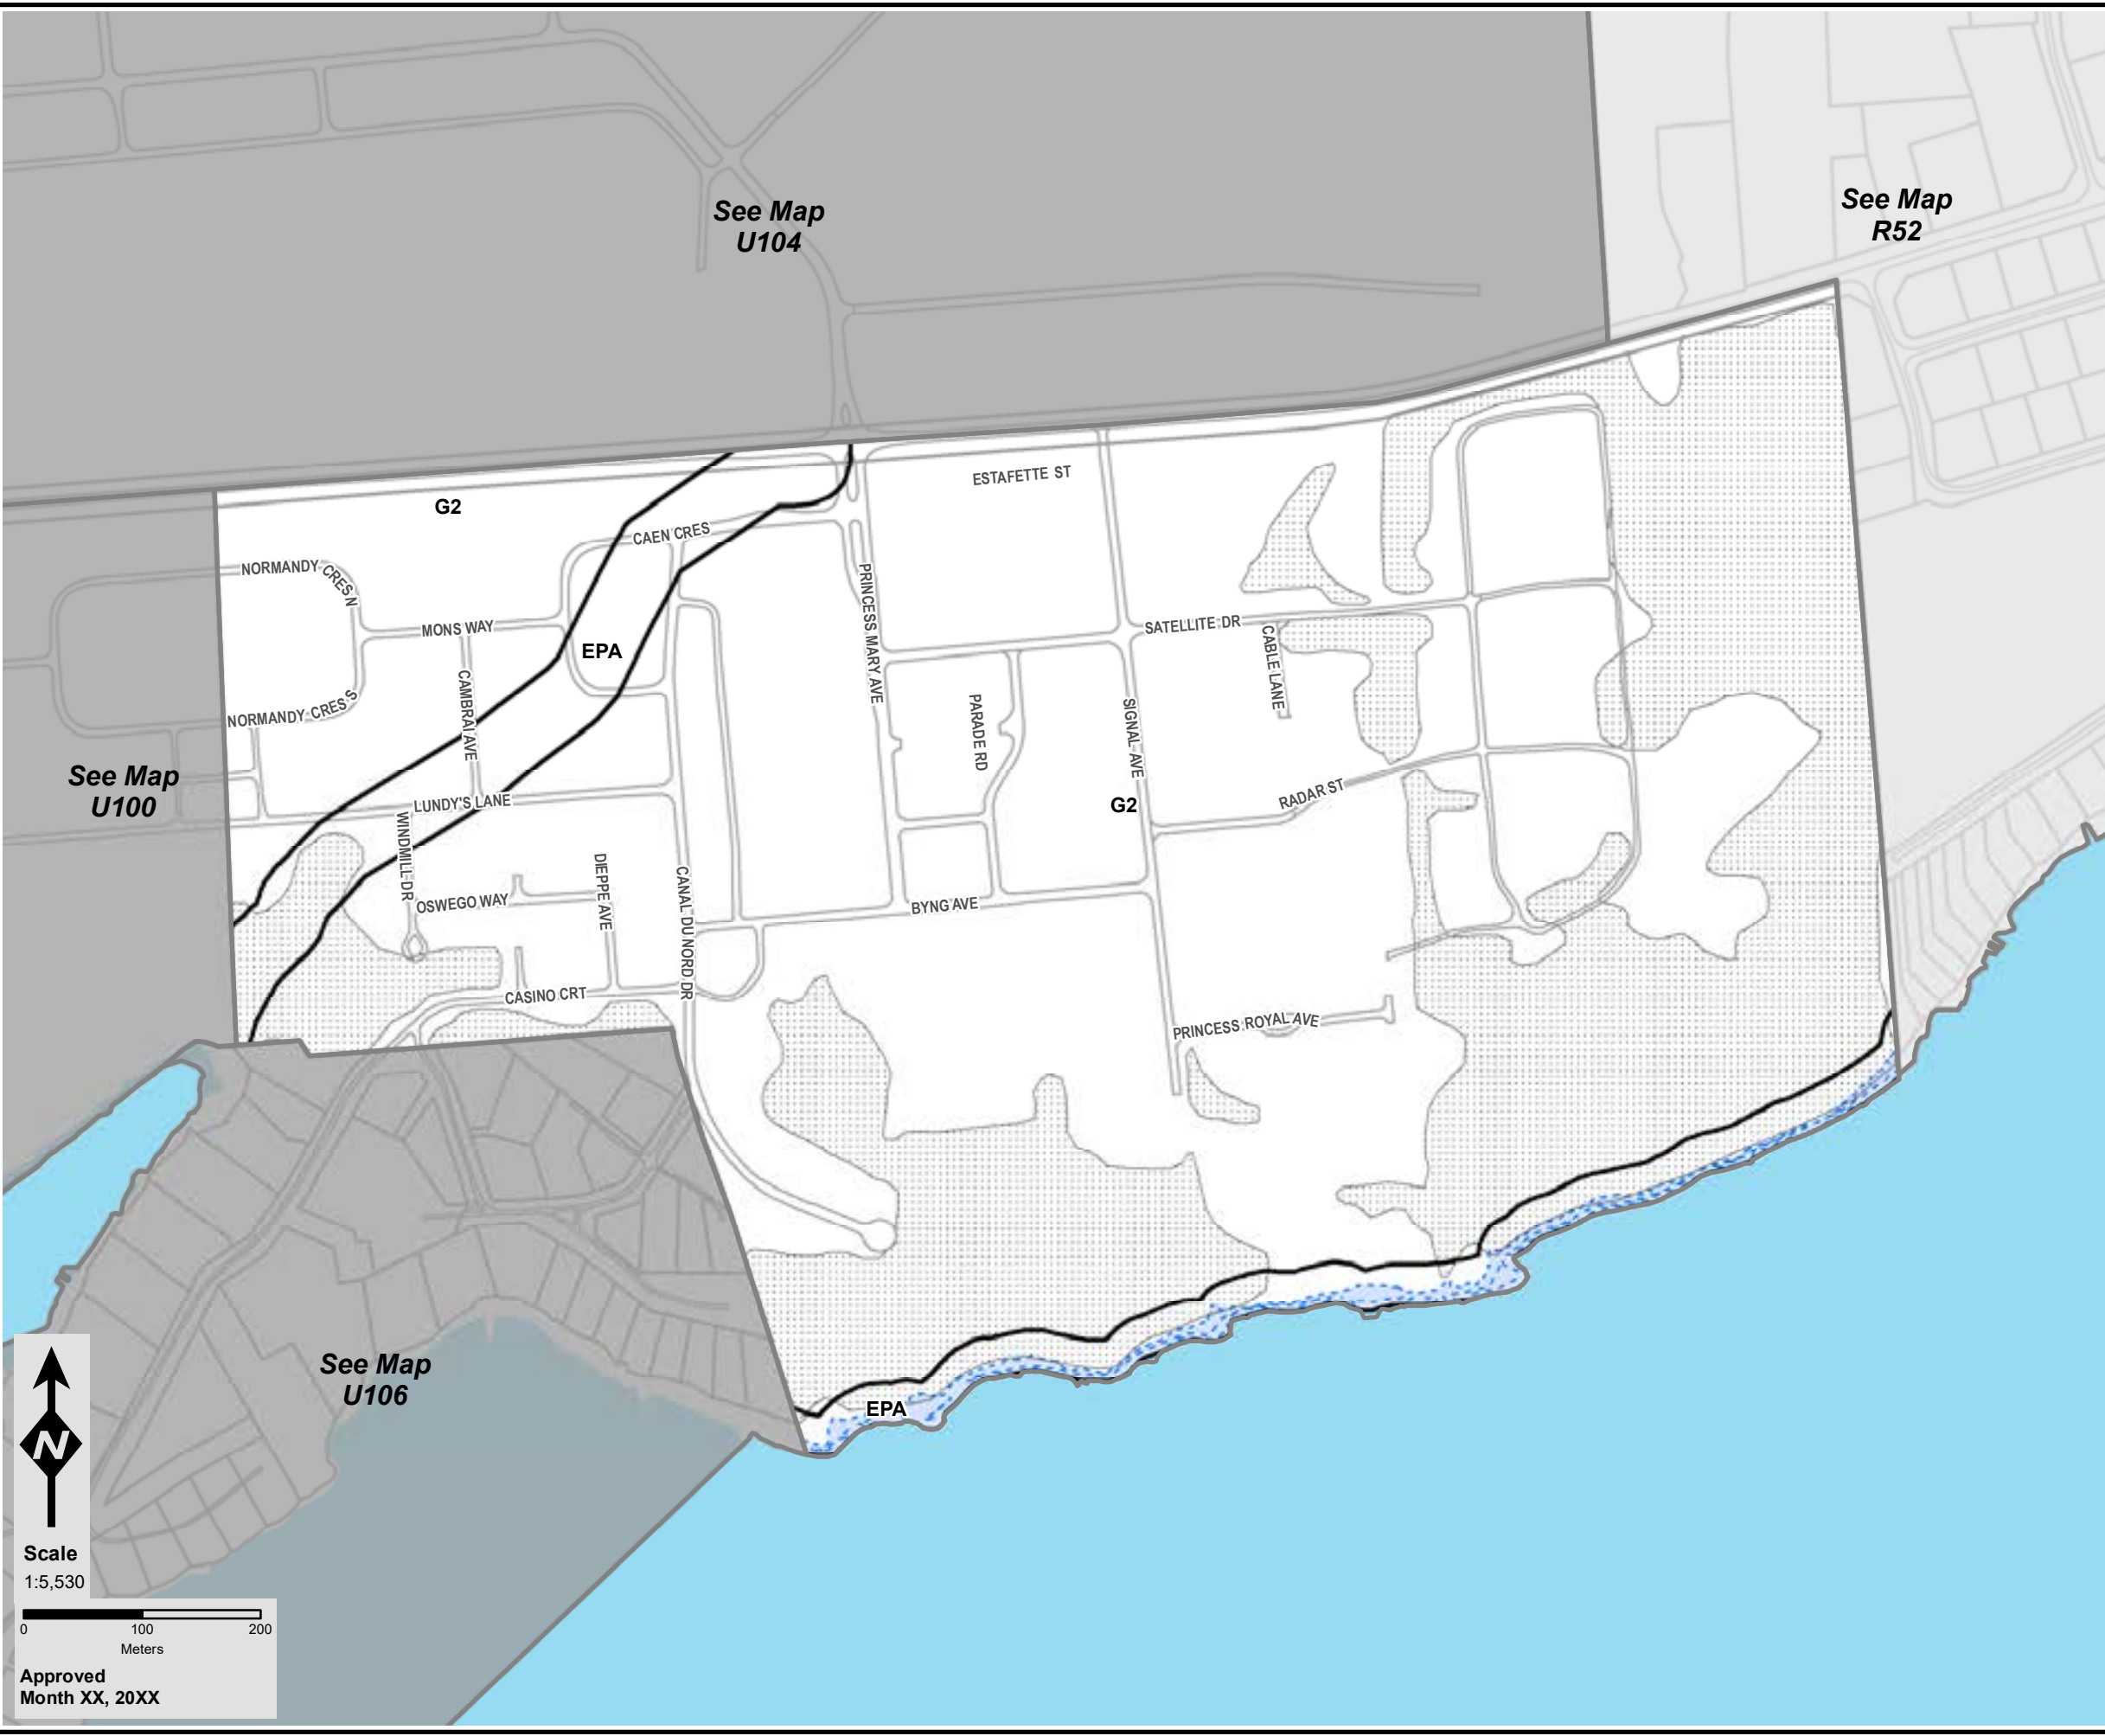 See Map
U104
See Map
R52
ESTAFETTE ST
G2
CAEN CRES
NORMANDY CRES N
MONS WAY
EPA
PRINCESS MARY AVE
SATELLITE DR
CABLE LANE
CAMBRAI AVE
NORMANDY CRES S
PARADE RD
SIGNAL AVE
See Map
U100
LUNDY'S LANE
G2
RADAR ST
WINDMILL DR
DIEPPE AVE
CANAL DU NORD DR
OSWEGO WAY
BYNG AVE
CASINO CRT
PRINCESS ROYAL AVE
See Map
U106
EPA
N
Scale
1:5,530
0 100 200
Meters
Approved
Month XX, 20XX